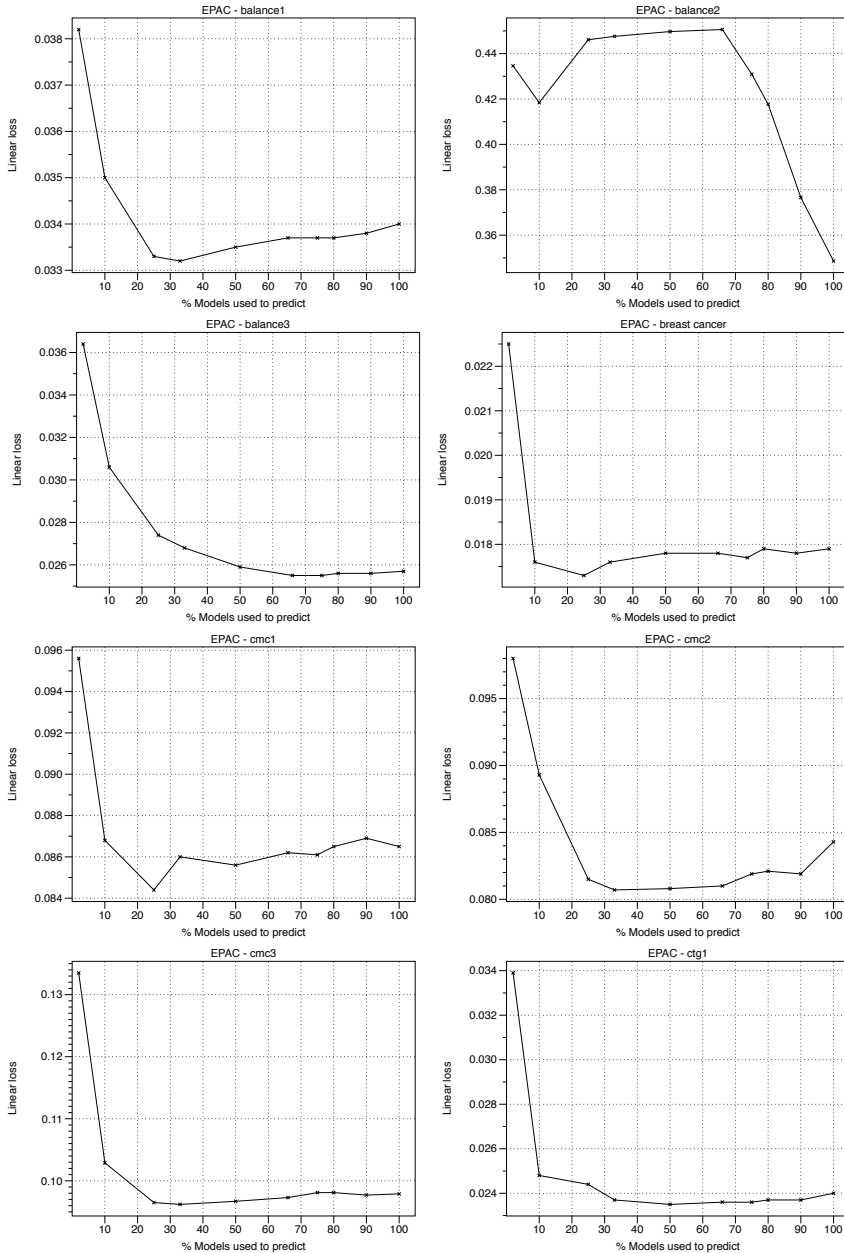 EPAC - balance1
0.038
0.037
0.036
0.035
0.034
0.033
Linear loss
10 20 30 40 50 60 70 80 90 100
% Models used to predict
EPAC - balance2
0.44
0.42
0.40
0.38
0.36
Linear loss
10 20 30 40 50 60 70 80 90 100
% Models used to predict
EPAC - balance3
0.036
0.034
0.032
0.030
0.028
0.026
Linear loss
10 20 30 40 50 60 70 80 90 100
% Models used to predict
EPAC - breast cancer
0.022
0.021
0.020
0.019
0.018
Linear loss
10 20 30 40 50 60 70 80 90 100
% Models used to predict
EPAC - cmc1
0.096
0.094
0.092
0.090
0.088
0.086
0.084
Linear loss
10 20 30 40 50 60 70 80 90 100
% Models used to predict
EPAC - cmc2
0.095
0.090
0.085
0.080
Linear loss
10 20 30 40 50 60 70 80 90 100
% Models used to predict
EPAC - cmc3
0.13
0.12
0.11
0.10
Linear loss
10 20 30 40 50 60 70 80 90 100
% Models used to predict
EPAC - ctg1
0.034
0.032
0.030
0.028
0.026
0.024
Linear loss
10 20 30 40 50 60 70 80 90 100
% Models used to predict